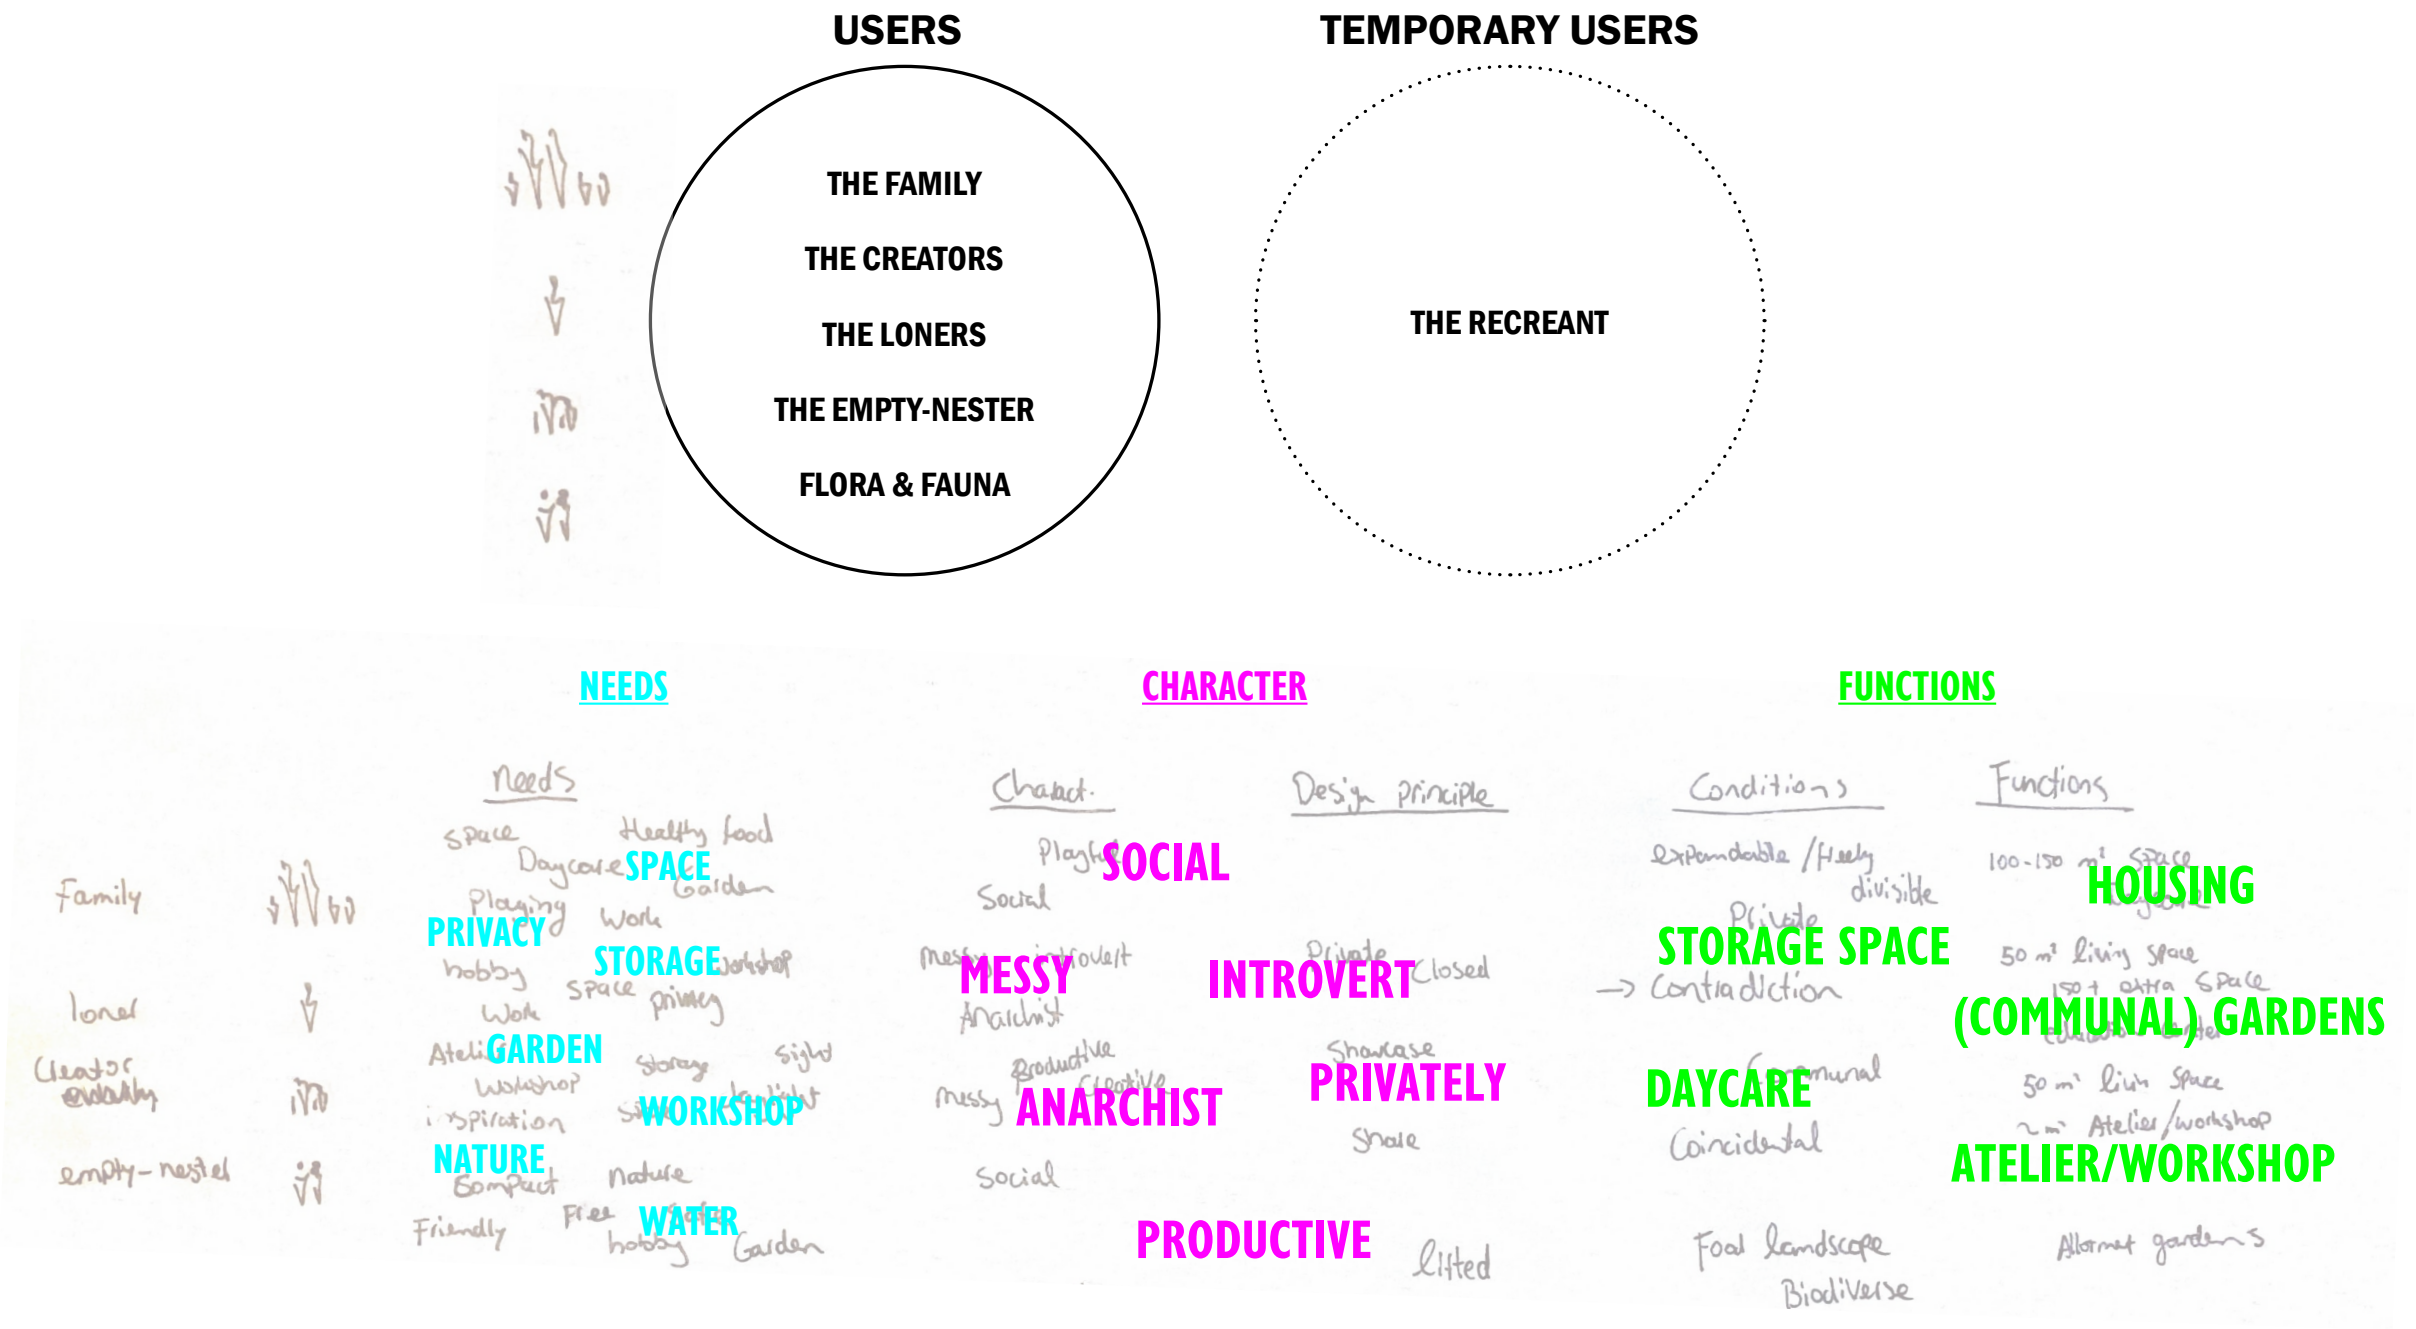 USERS
TEMPORARY USERS
THE FAMILY
THE CREATORS
THE LONERS
THE EMPTY-NESTER
FLORA & FAUNA
THE RECREANT
NEEDS
CHARACTER
FUNCTIONS
needs
Charact.
Design principle
Conditions
Functions
space
Healthy food
Daycare
SPACE
Garden
Playing
Work
PRIVACY
Family
SOCIAL
Social
expandable / freely
divisible
Private
100-150 m² space
HOUSING
STORAGE
workshop
hobby
space
Work
loner
messy
introvert
MESSY
Anarchist
Private
Closed
INTROVERT
STORAGE SPACE
→ Contradiction
50 m² living space
150+ extra space
(COMMUNAL) GARDENS
GARDEN
storage
sight
Workshop
inspiration
WORKSHOP
Creator
Productive
Creative
messy
ANARCHIST
Showcase
PRIVATELY
Share
DAYCARE
Coincidental
50 m² livin space
Atelier/workshop
ATELIER/WORKSHOP
empty-nester
NATURE
Compact
nature
Friendly
Free
WATER
hobby
Garden
Social
PRODUCTIVE
lifted
Food landscape
Biodiverse
gardens